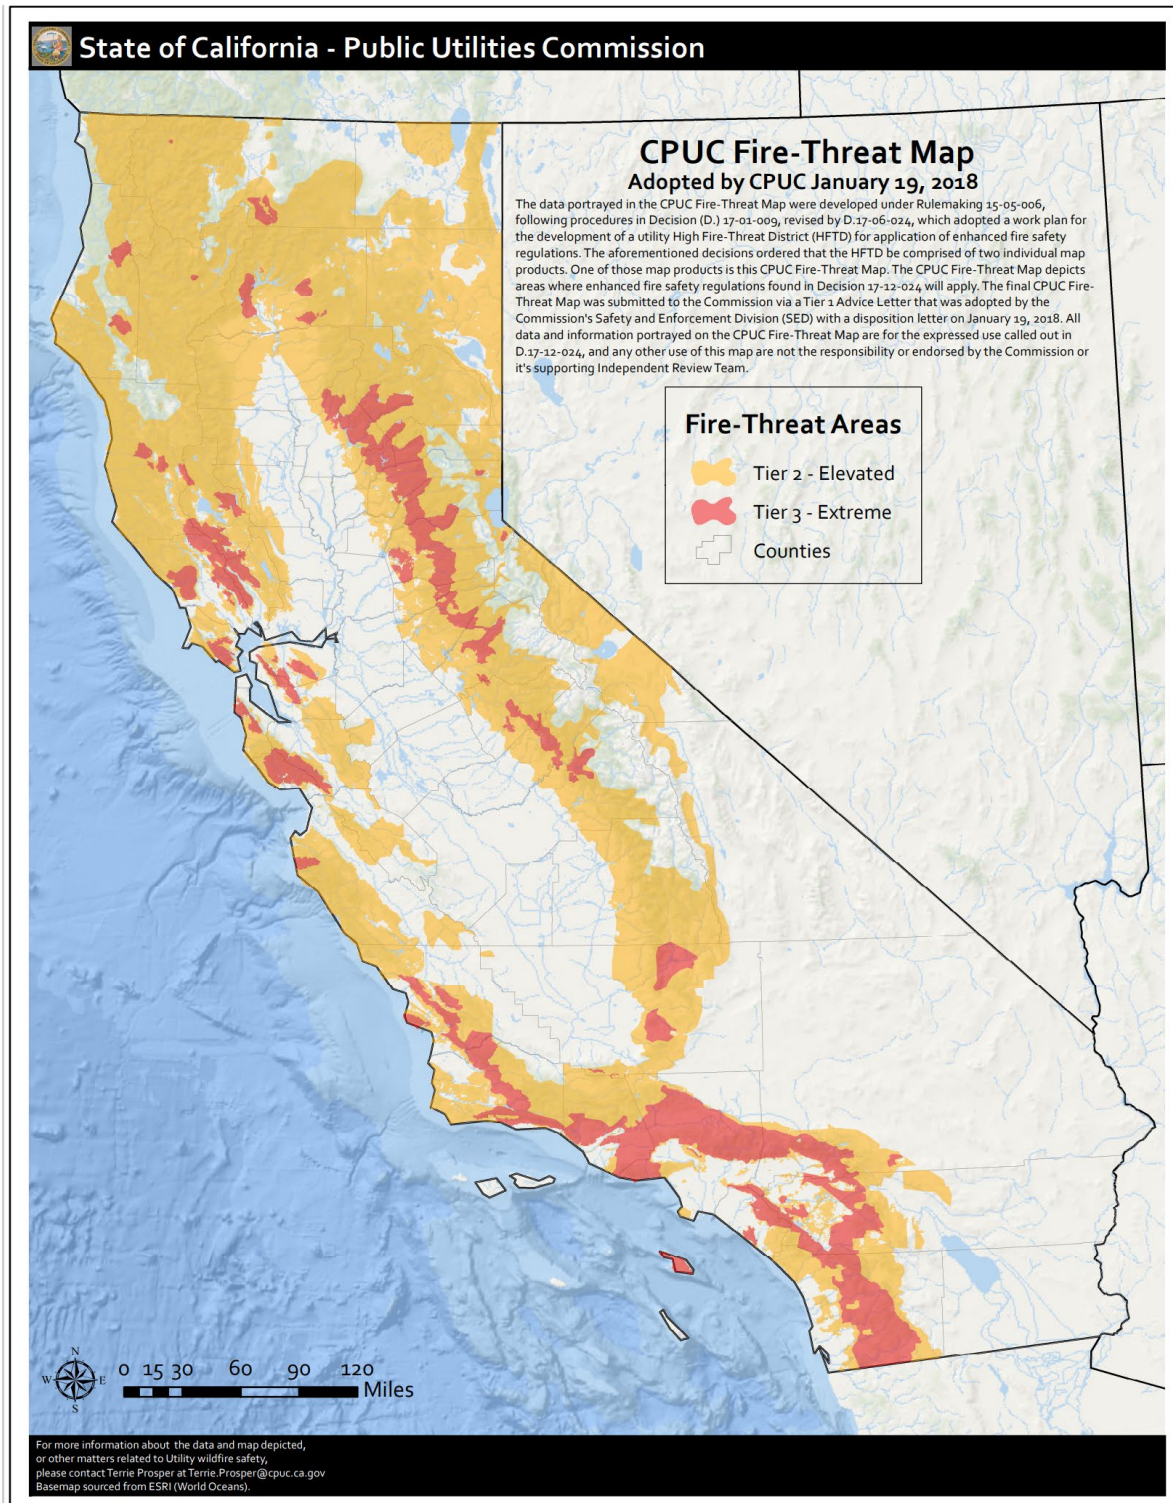 State of California - Public Utilities Commission
CPUC Fire-Threat Map
Adopted by CPUC January 19, 2018
The data portrayed in the CPUC Fire-Threat Map were developed under Rulemaking 15-05-006,
following procedures in Decision (D.) 17-01-009, revised by D.17-06-024, which adopted a work plan for
the development of a utility High Fire-Threat District (HFTD) for application of enhanced fire safety
regulations. The aforementioned decisions ordered that the HFTD be comprised of two individual map
products. One of those map products is this CPUC Fire-Threat Map. The CPUC Fire-Threat Map depicts
areas where enhanced fire safety regulations found in Decision 17-12-024 will apply. The final CPUC Fire-
Threat Map was submitted to the Commission via a Tier 1 Advice Letter that was adopted by the
Commission's Safety and Enforcement Division (SED) with a disposition letter on January 19, 2018. All
data and information portrayed on the CPUC Fire-Threat Map are for the expressed use called out in
D.17-12-024, and any other use of this map are not the responsibility or endorsed by the Commission or
it's supporting Independent Review Team.
Fire-Threat Areas
Tier 2 - Elevated
Tier 3 - Extreme
Counties
N
W E
S
0 15 30 60 90 120
Miles
For more information about the data and map depicted,
or other matters related to Utility wildfire safety,
please contact Terrie Prosper at Terrie.Prosper@cpuc.ca.gov
Basemap sourced from ESRI (World Oceans).